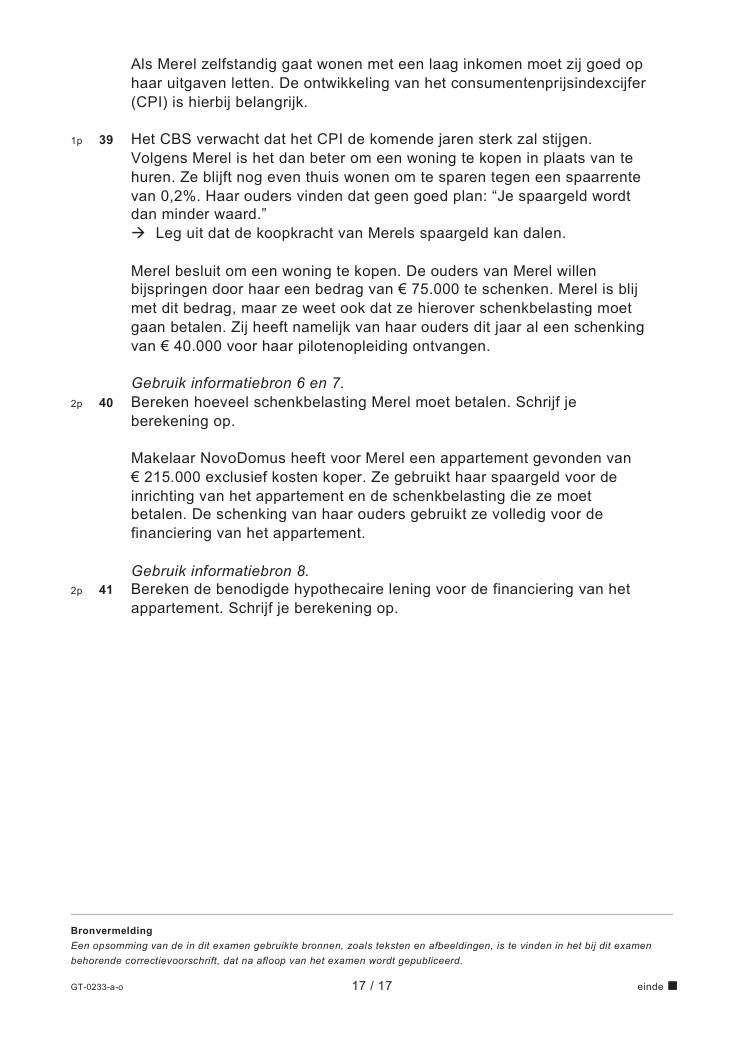 Als Merel zelfstandig gaat wonen met een laag inkomen moet zij goed op
haar uitgaven letten. De ontwikkeling van het consumentenprijsindexcijfer
(CPI) is hierbij belangrijk.
1p 39 Het CBS verwacht dat het CPI de komende jaren sterk zal stijgen.
Volgens Merel is het dan beter om een woning te kopen in plaats van te
huren. Ze blijft nog even thuis wonen om te sparen tegen een spaarrente
van 0,2%. Haar ouders vinden dat geen goed plan: “Je spaargeld wordt
dan minder waard.”
→ Leg uit dat de koopkracht van Merels spaargeld kan dalen.
Merel besluit om een woning te kopen. De ouders van Merel willen
bijspringen door haar een bedrag van € 75.000 te schenken. Merel is blij
met dit bedrag, maar ze weet ook dat ze hierover schenkbelasting moet
gaan betalen. Zij heeft namelijk van haar ouders dit jaar al een schenking
van € 40.000 voor haar pilotenopleiding ontvangen.
Gebruik informatiebron 6 en 7.
2p 40 Bereken hoeveel schenkbelasting Merel moet betalen. Schrijf je
berekening op.
Makelaar NovoDomus heeft voor Merel een appartement gevonden van
€ 215.000 exclusief kosten koper. Ze gebruikt haar spaargeld voor de
inrichting van het appartement en de schenkbelasting die ze moet
betalen. De schenking van haar ouders gebruikt ze volledig voor de
financiering van het appartement.
Gebruik informatiebron 8.
2p 41 Bereken de benodigde hypothecaire lening voor de financiering van het
appartement. Schrijf je berekening op.
Bronvermelding
Een opsomming van de in dit examen gebruikte bronnen, zoals teksten en afbeeldingen, is te vinden in het bij dit examen
behorende correctievoorschrift, dat na afloop van het examen wordt gepubliceerd.
GT-0233-a-o 17 / 17 einde ■